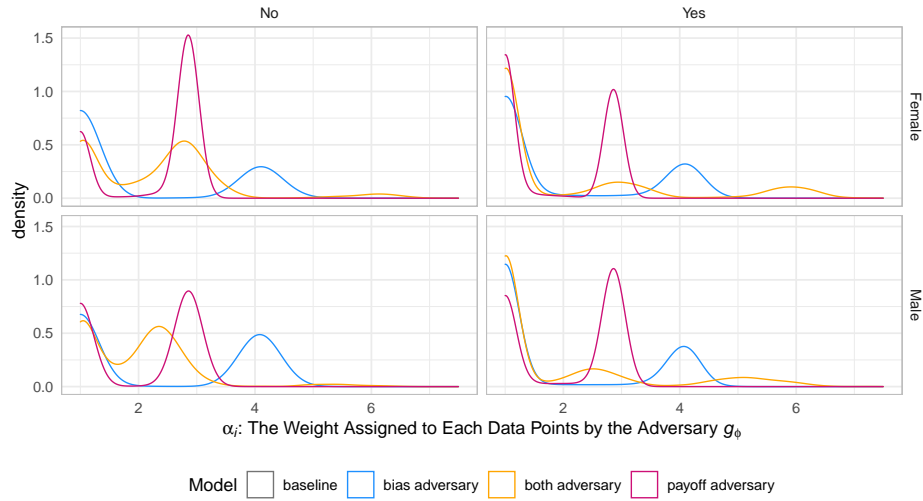 No Yes
1.5
1.0
0.5
0.0
Female
density
1.5
1.0
0.5
0.0
Male
2 4 6 2 4 6
αᵢ: The Weight Assigned to Each Data Points by the Adversary gϕ
Model baseline bias adversary both adversary payoff adversary